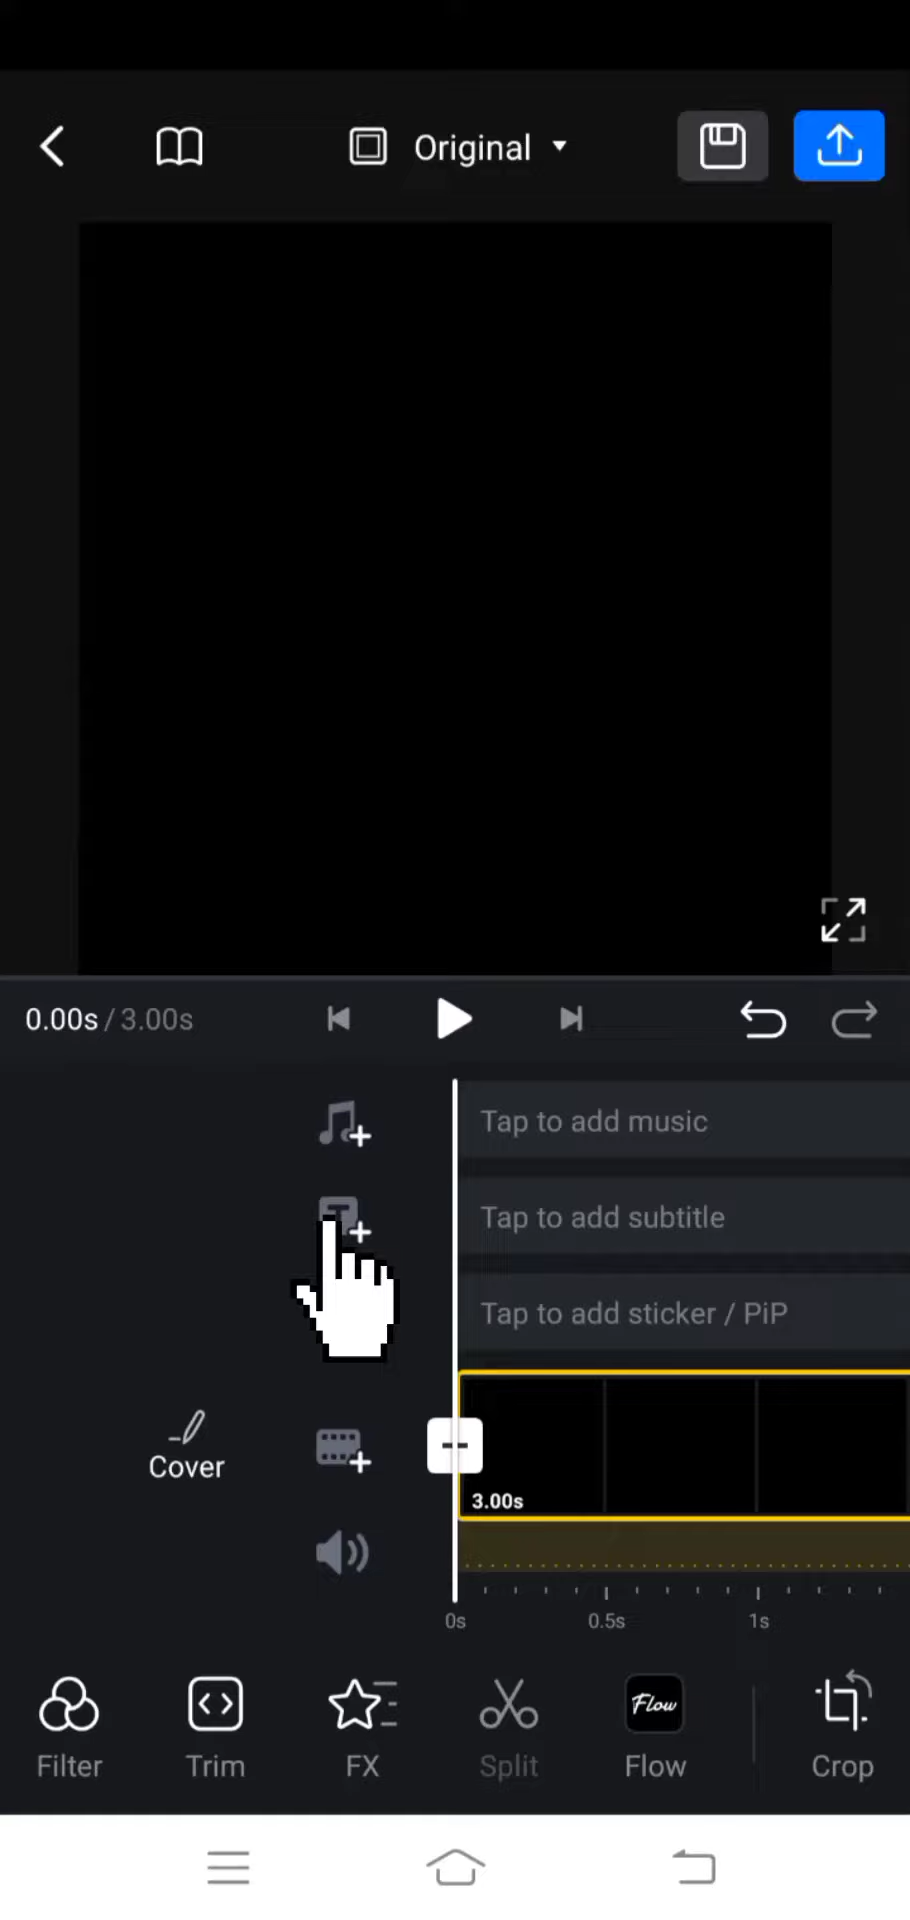 Original
0.00s / 3.00s
Tap to add music
T
Tap to add subtitle
Tap to add sticker / PiP
Cover
3.00s
0s 0.5s 1s
Flow
Filter Trim FX Split Flow Crop